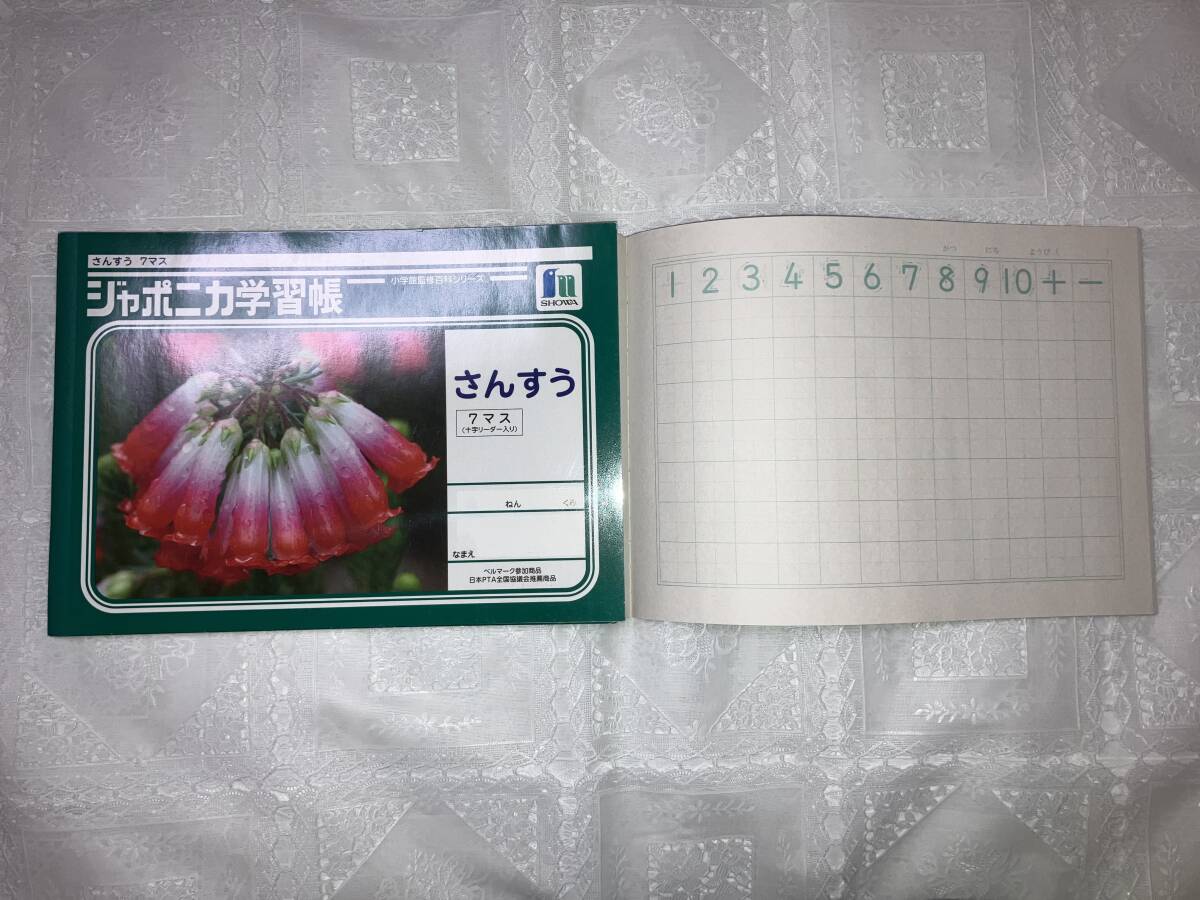 さんすう 7マス
ジャポニカ学習帳
小学館監修百科シリーズ
SHOWA
さんすう
7マス
(十字リーダー入り)
ねん くみ
なまえ
ベルマーク参加商品
日本PTA全国協議会推薦商品
がつ にち ようび( )
1 2 3 4 5 6 7 8 9 10 + −